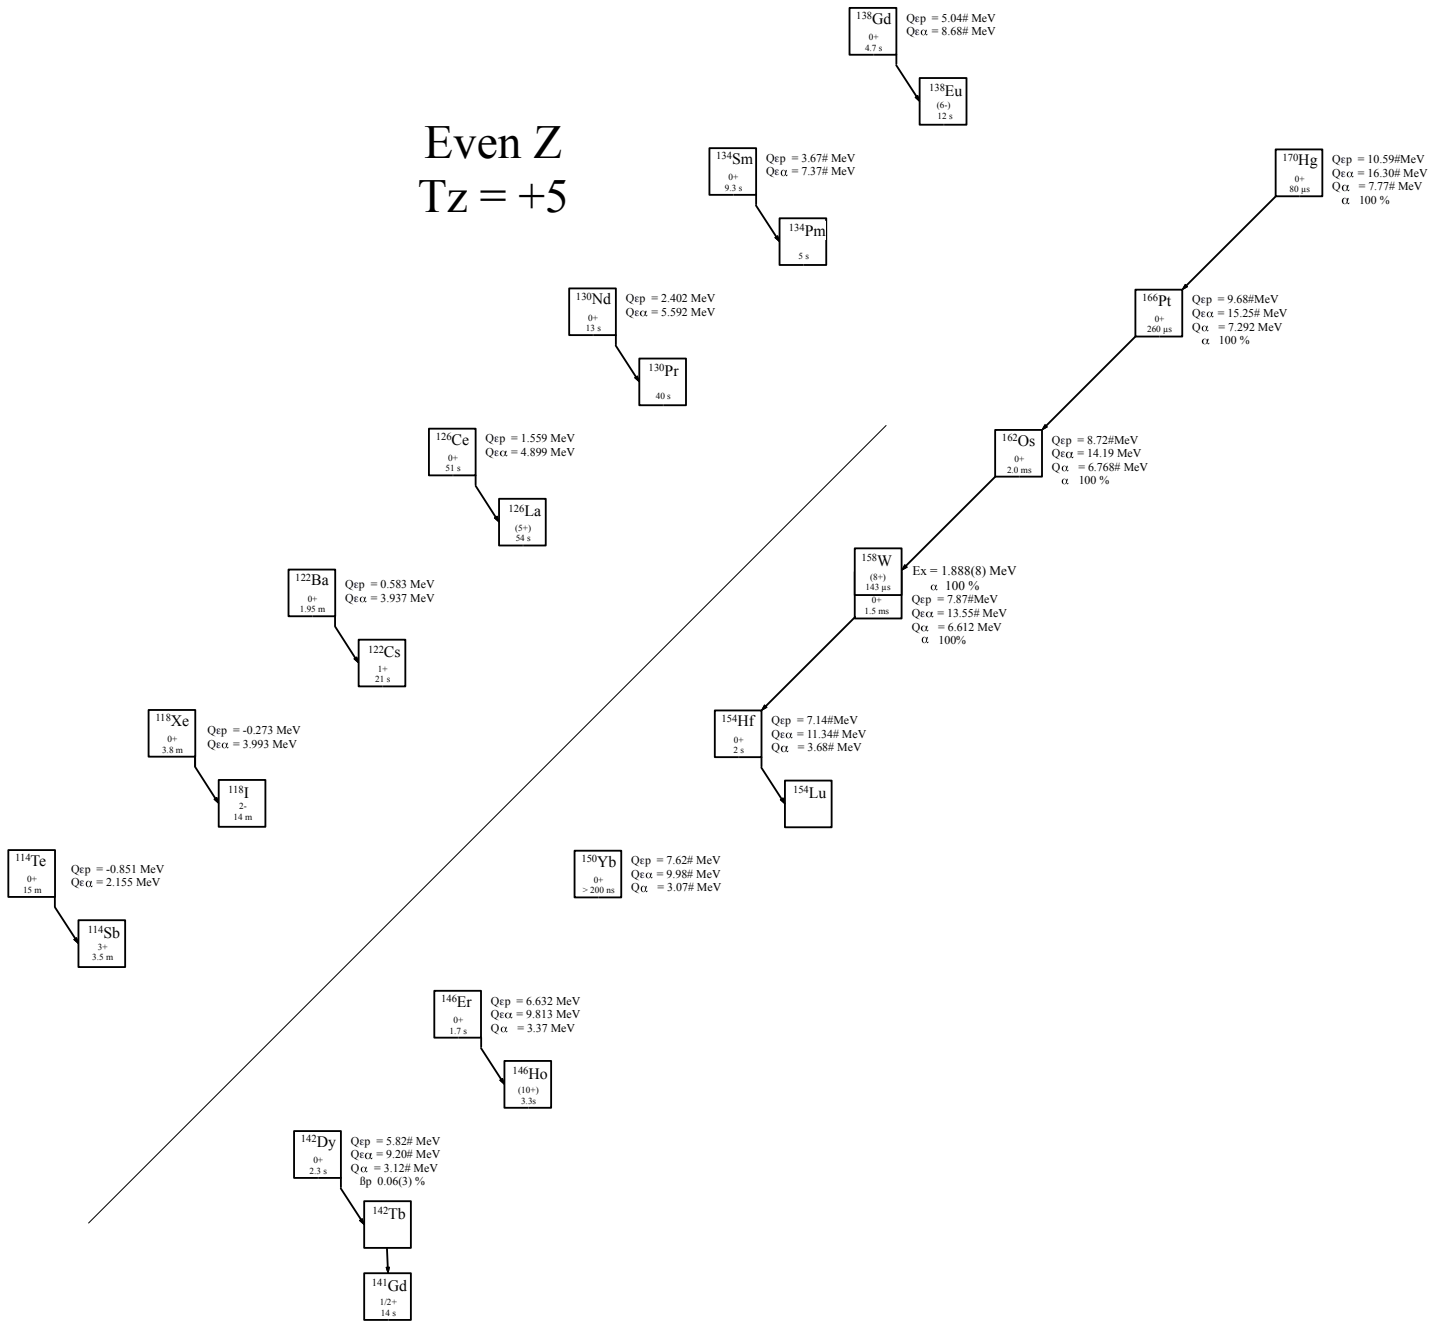 138Gd
0+
4.7 s
Qεp = 5.04# MeV
Qεα = 8.68# MeV
138Eu
(6-)
12 s
Even Z
Tz = +5
134Sm
0+
9.3 s
Qεp = 3.67# MeV
Qεα = 7.37# MeV
134Pm
5 s
170Hg
0+
80 µs
Qεp = 10.59#MeV
Qεα = 16.30# MeV
Qα = 7.77# MeV
α 100 %
130Nd
0+
13 s
Qεp = 2.402 MeV
Qεα = 5.592 MeV
130Pr
40 s
166Pt
0+
260 µs
Qεp = 9.68#MeV
Qεα = 15.25# MeV
Qα = 7.292 MeV
α 100 %
126Ce
0+
51 s
Qεp = 1.559 MeV
Qεα = 4.899 MeV
126La
(5+)
54 s
162Os
0+
2.0 ms
Qεp = 8.72#MeV
Qεα = 14.19 MeV
Qα = 6.768# MeV
α 100 %
122Ba
0+
1.95 m
Qεp = 0.583 MeV
Qεα = 3.937 MeV
122Cs
1+
21 s
158W
(8+)
143 µs
0+
1.5 ms
Ex = 1.888(8) MeV
α 100 %
Qεp = 7.87#MeV
Qεα = 13.55# MeV
Qα = 6.612 MeV
α 100%
118Xe
0+
3.8 m
Qεp = -0.273 MeV
Qεα = 3.993 MeV
118I
2-
14 m
154Hf
0+
2 s
Qεp = 7.14#MeV
Qεα = 11.34# MeV
Qα = 3.68# MeV
154Lu
114Te
0+
15 m
Qεp = -0.851 MeV
Qεα = 2.155 MeV
114Sb
3+
3.5 m
150Yb
0+
> 200 ns
Qεp = 7.62# MeV
Qεα = 9.98# MeV
Qα = 3.07# MeV
146Er
0+
1.7 s
Qεp = 6.632 MeV
Qεα = 9.813 MeV
Qα = 3.37 MeV
146Ho
(10+)
3.3s
142Dy
0+
2.3 s
Qεp = 5.82# MeV
Qεα = 9.20# MeV
Qα = 3.12# MeV
βp 0.06(3) %
142Tb
141Gd
1/2+
14 s